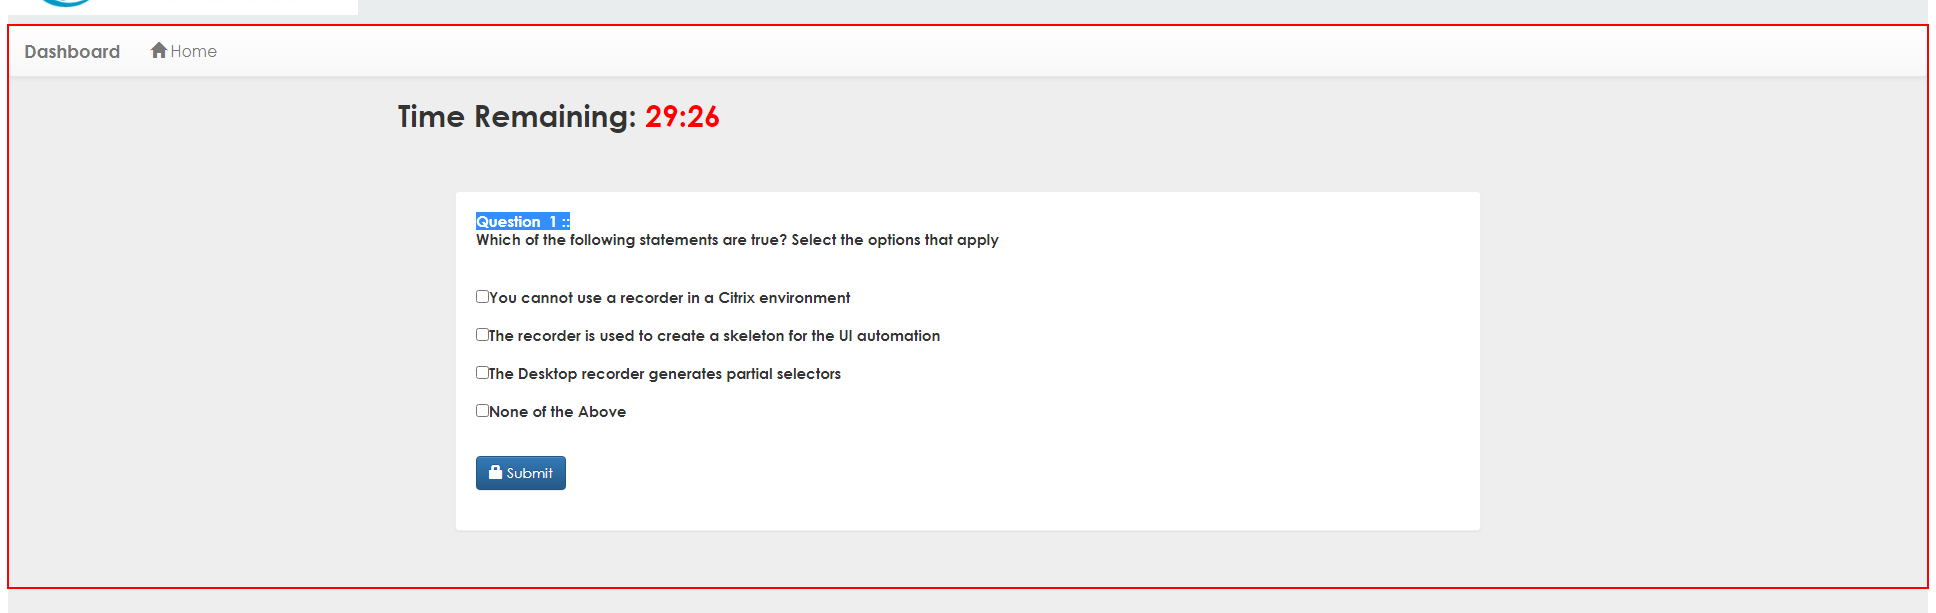 Dashboard Home
Time Remaining: 29:26
Question 1 ::
Which of the following statements are true? Select the options that apply
You cannot use a recorder in a Citrix environment
The recorder is used to create a skeleton for the UI automation
The Desktop recorder generates partial selectors
None of the Above
Submit